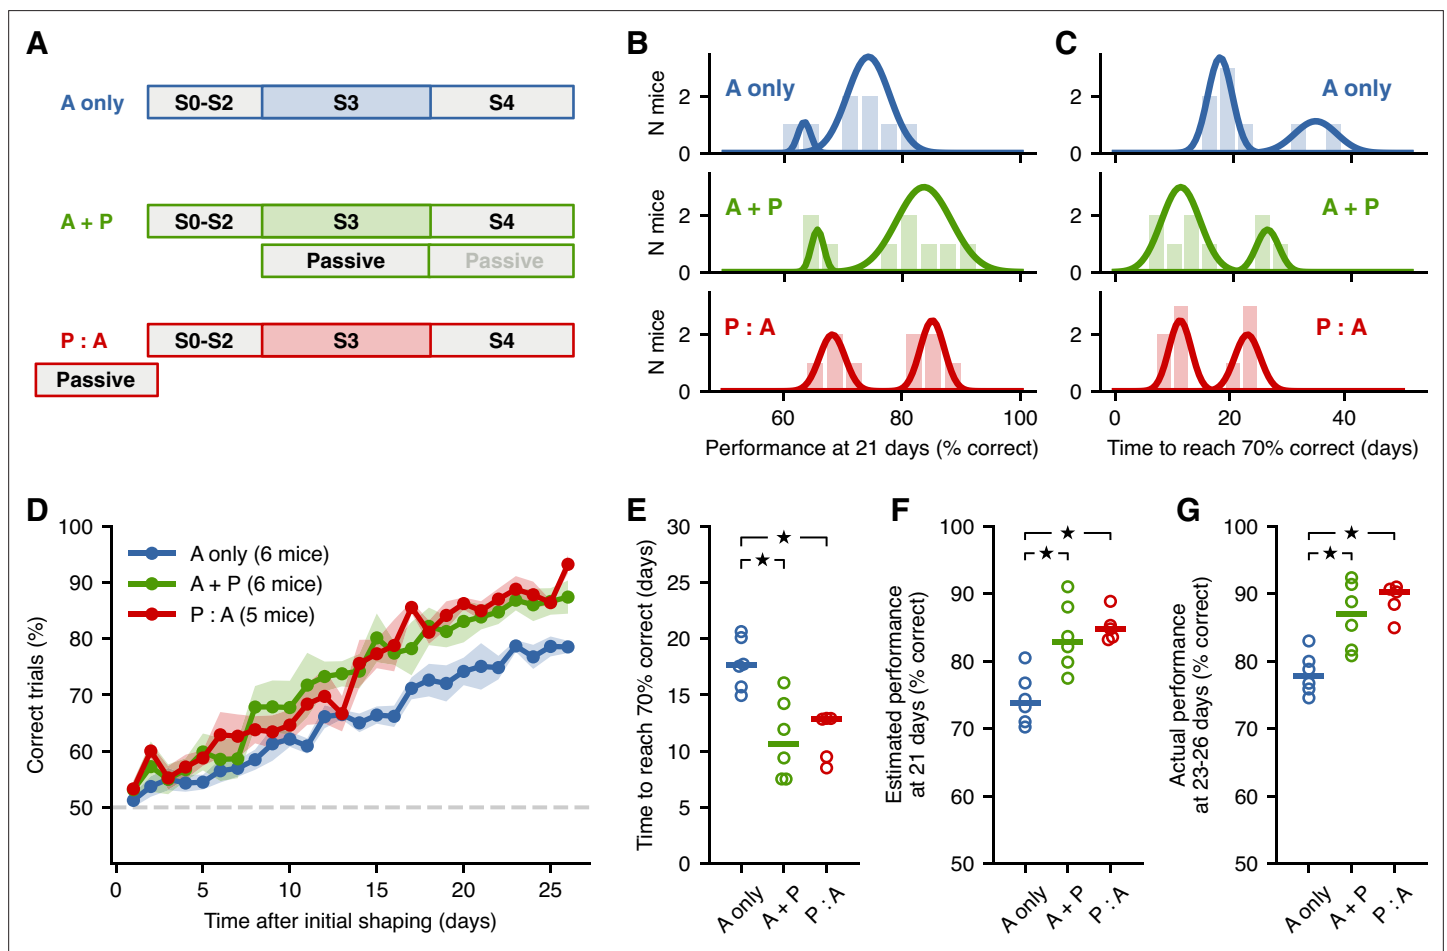 A
A only
S0-S2
S3
S4
A + P
S0-S2
S3
S4
Passive
Passive
P : A
S0-S2
S3
S4
Passive
B
N mice
2
0
A only
N mice
2
0
A + P
N mice
2
0
P : A
60
80
100
Performance at 21 days (% correct)
C
2
0
A only
2
0
A + P
2
0
P : A
0
20
40
Time to reach 70% correct (days)
D
Correct trials (%)
100
90
80
70
60
50
A only (6 mice)
A + P (6 mice)
P : A (5 mice)
0
5
10
15
20
25
Time after initial shaping (days)
E
Time to reach 70% correct (days)
30
25
20
15
10
5
0
★
★
A only
A + P
P : A
F
Estimated performance
at 21 days (% correct)
100
90
80
70
60
50
★
★
A only
A + P
P : A
G
Actual performance
at 23-26 days (% correct)
100
90
80
70
60
50
★
★
A only
A + P
P : A